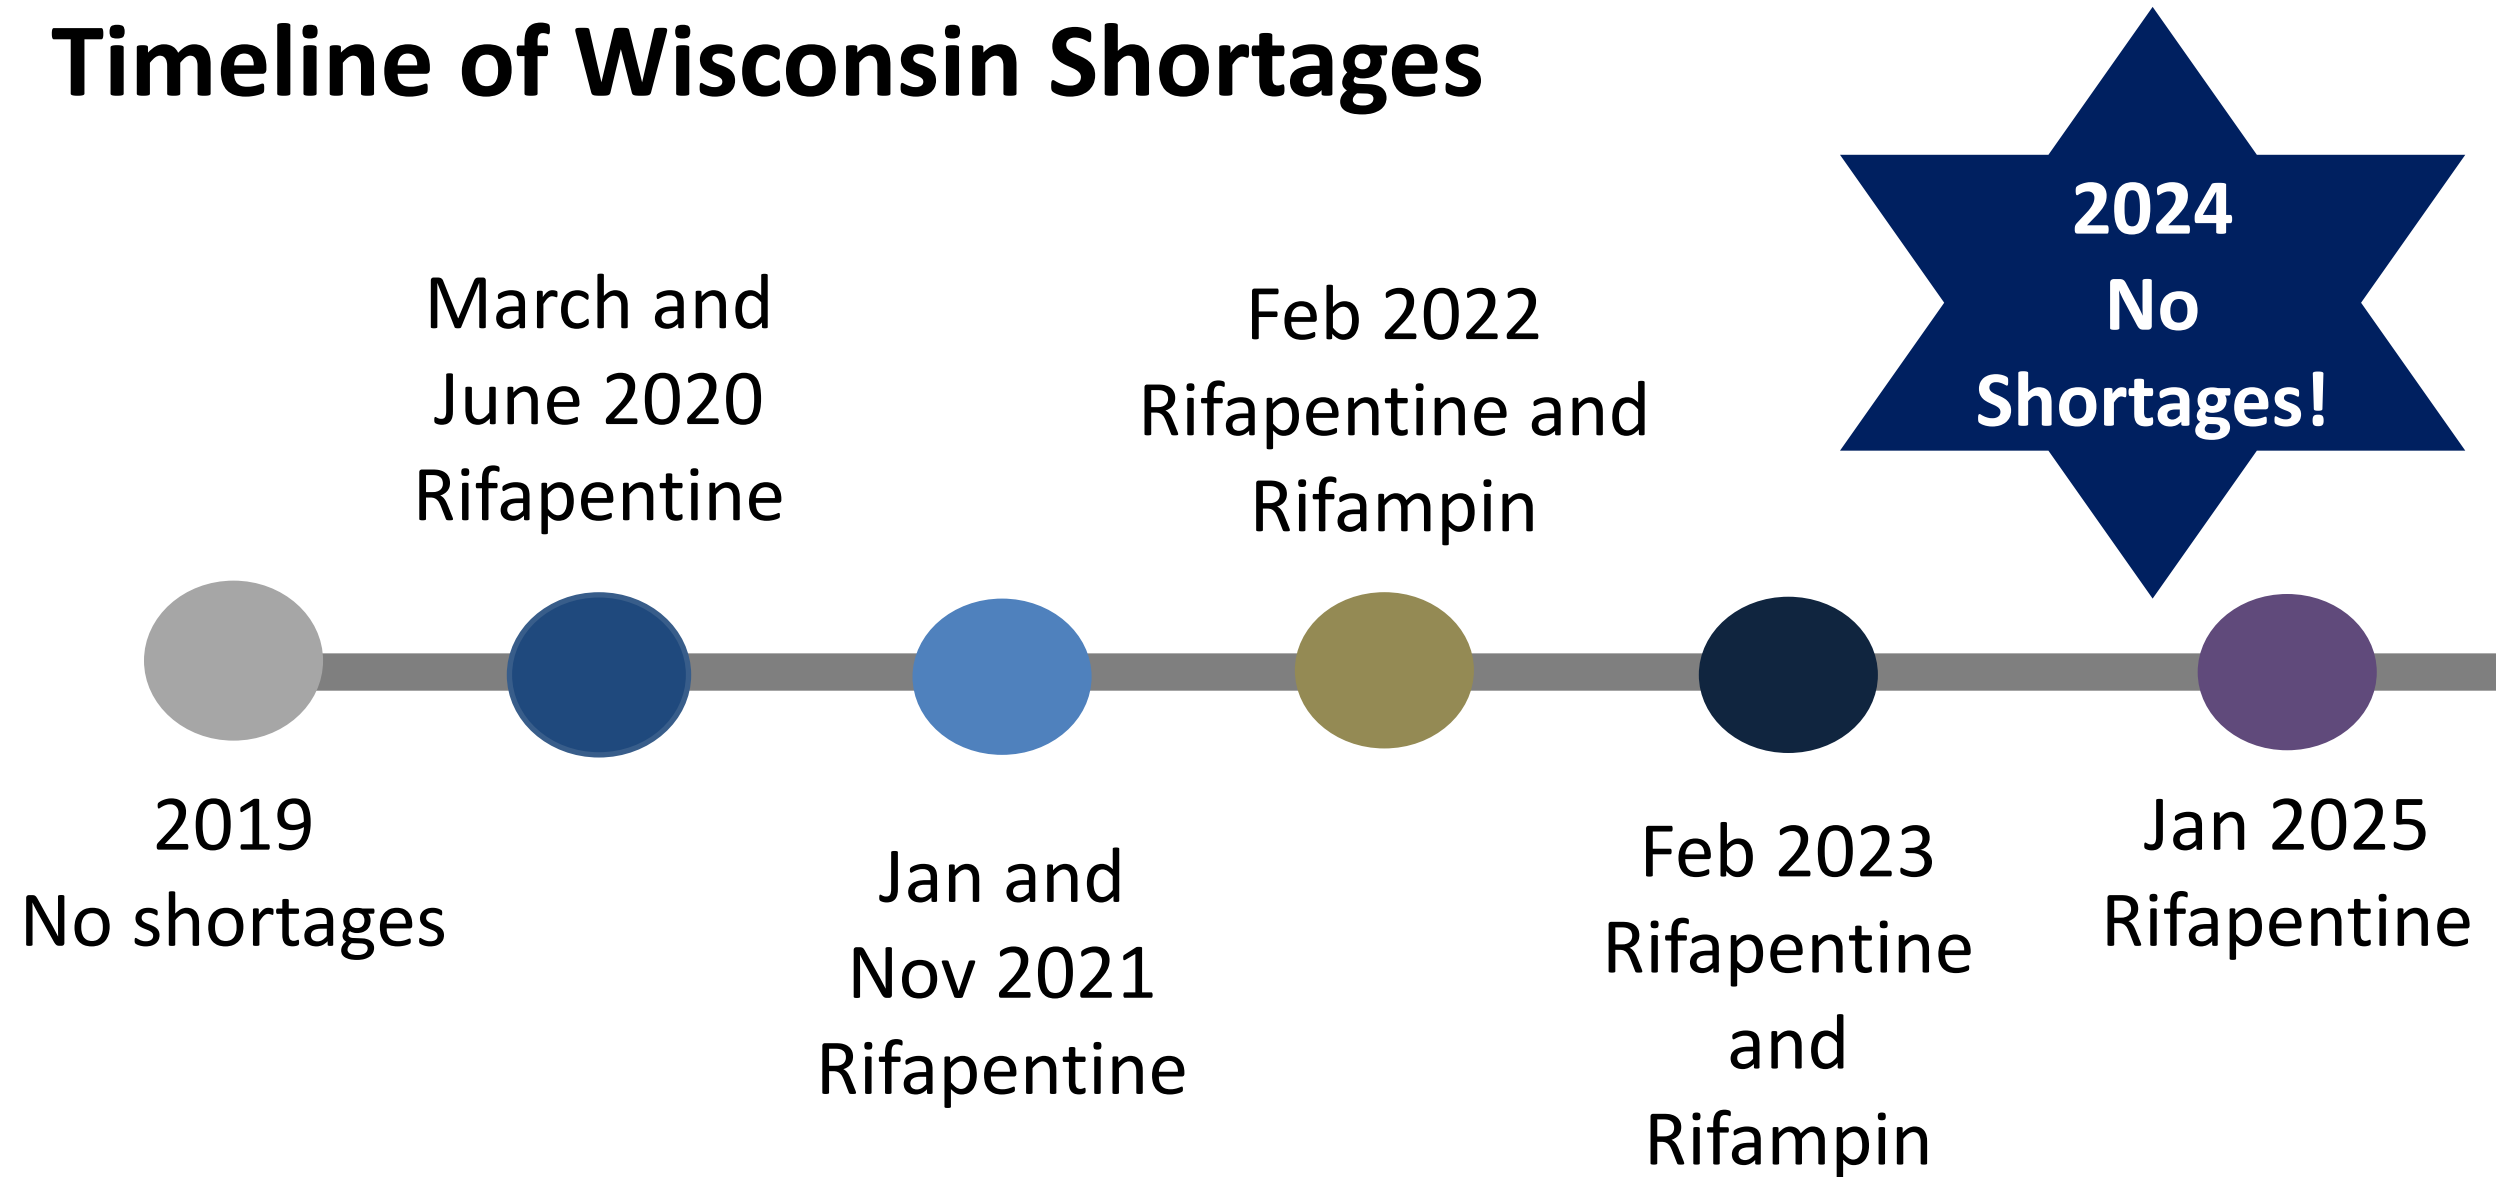 Timeline of Wisconsin Shortages
2019
No shortages
March and
June 2020
Rifapentine
Jan and
Nov 2021
Rifapentine
Feb 2022
Rifapentine and
Rifampin
Feb 2023
Rifapentine
and
Rifampin
2024
No
Shortages!
Jan 2025
Rifapentine